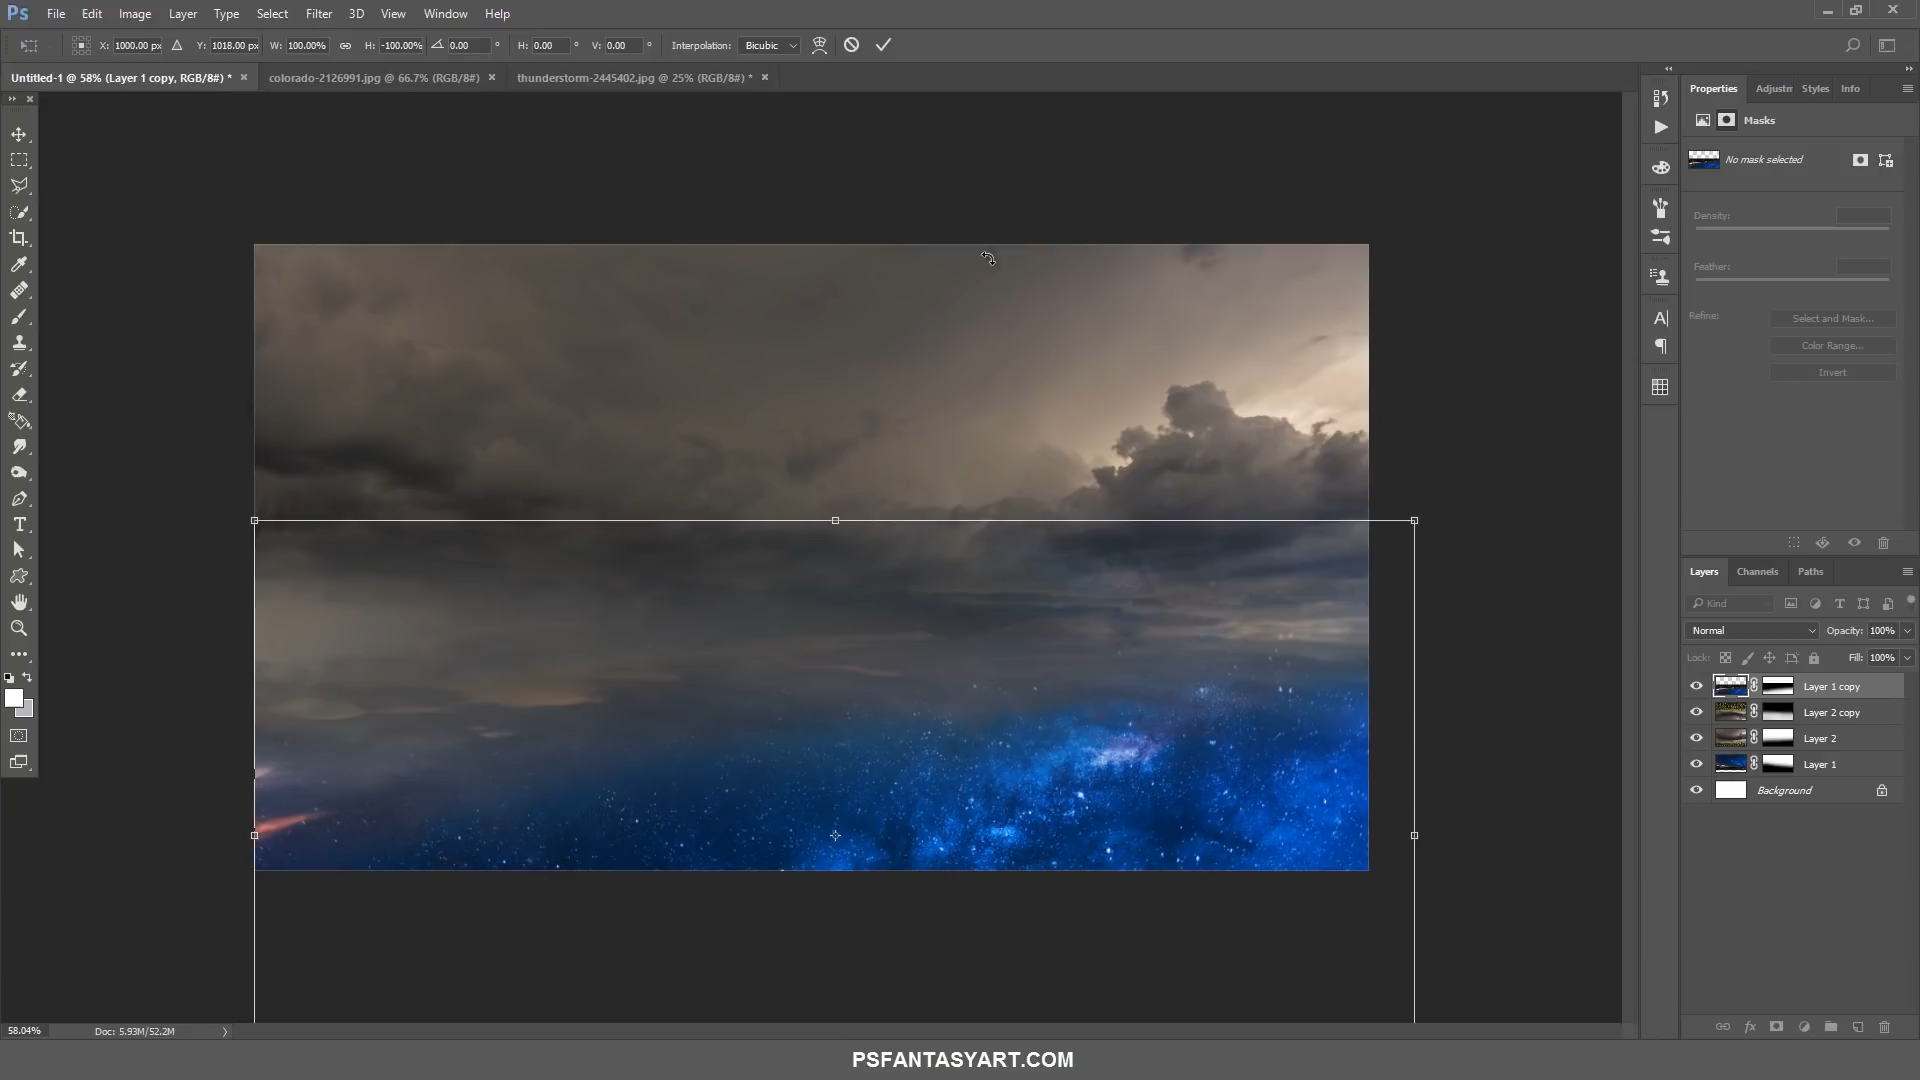 Ps File Edit Image Layer Type Select Filter 3D View Window Help
X: 1000.00 px Y: 1018.00 px W: 100.00% H: -100.00% 0.00 ° H: 0.00 ° V: 0.00 ° Interpolation: Bicubic
Untitled-1 @ 58% (Layer 1 copy, RGB/8#) * × colorado-2126991.jpg @ 66.7% (RGB/8#) × thunderstorm-2445402.jpg @ 25% (RGB/8#) * ×
Properties Adjustm Styles Info
Masks
No mask selected
Density:
Feather:
Refine: Select and Mask...
Color Range...
Invert
Layers Channels Paths
Kind
Normal Opacity: 100%
Lock: Fill: 100%
Layer 1 copy
Layer 2 copy
Layer 2
Layer 1
Background
58.04% Doc: 5.93M/52.2M
PSFANTASYART.COM